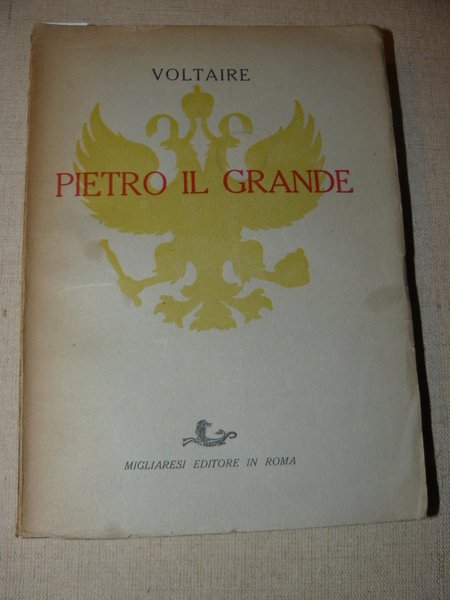 VOLTAIRE
PIETRO IL GRANDE
MIGLIARESI EDITORE IN ROMA